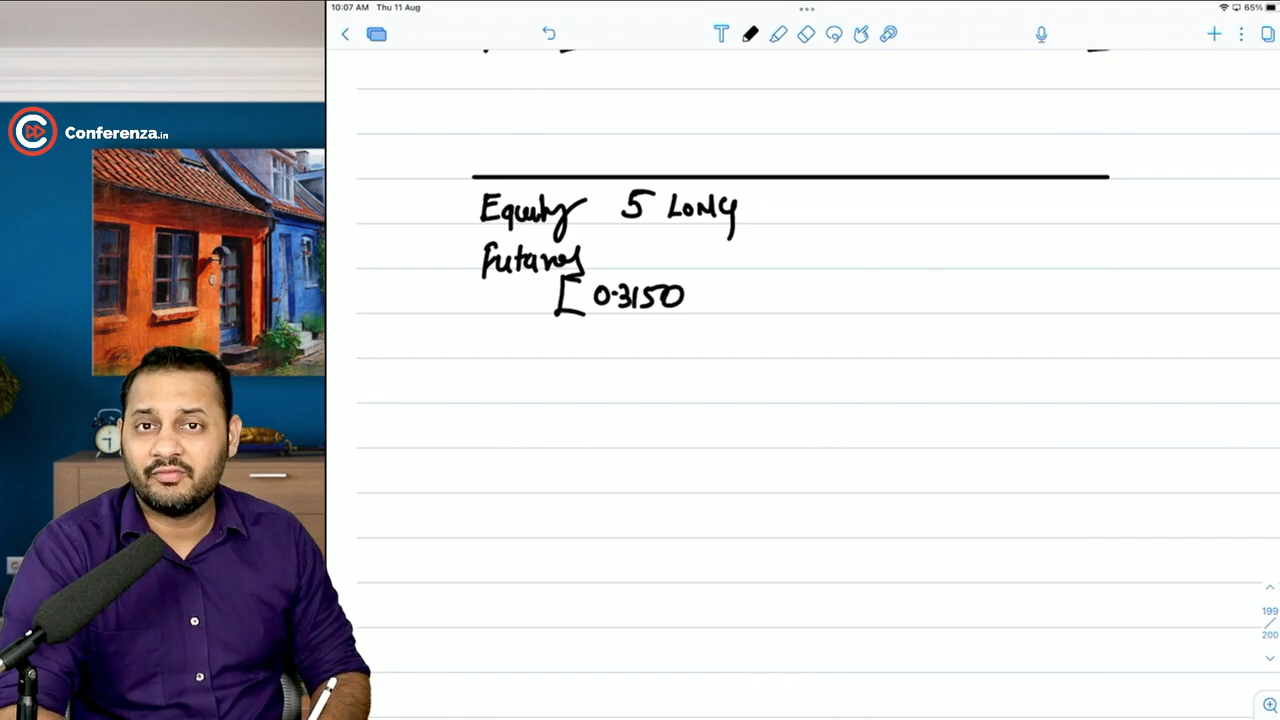 10:07 AM Thu 11 Aug
65%
Conferenza.in
T
Equity 5 LONG
Futures
[ 0.3150
199
200